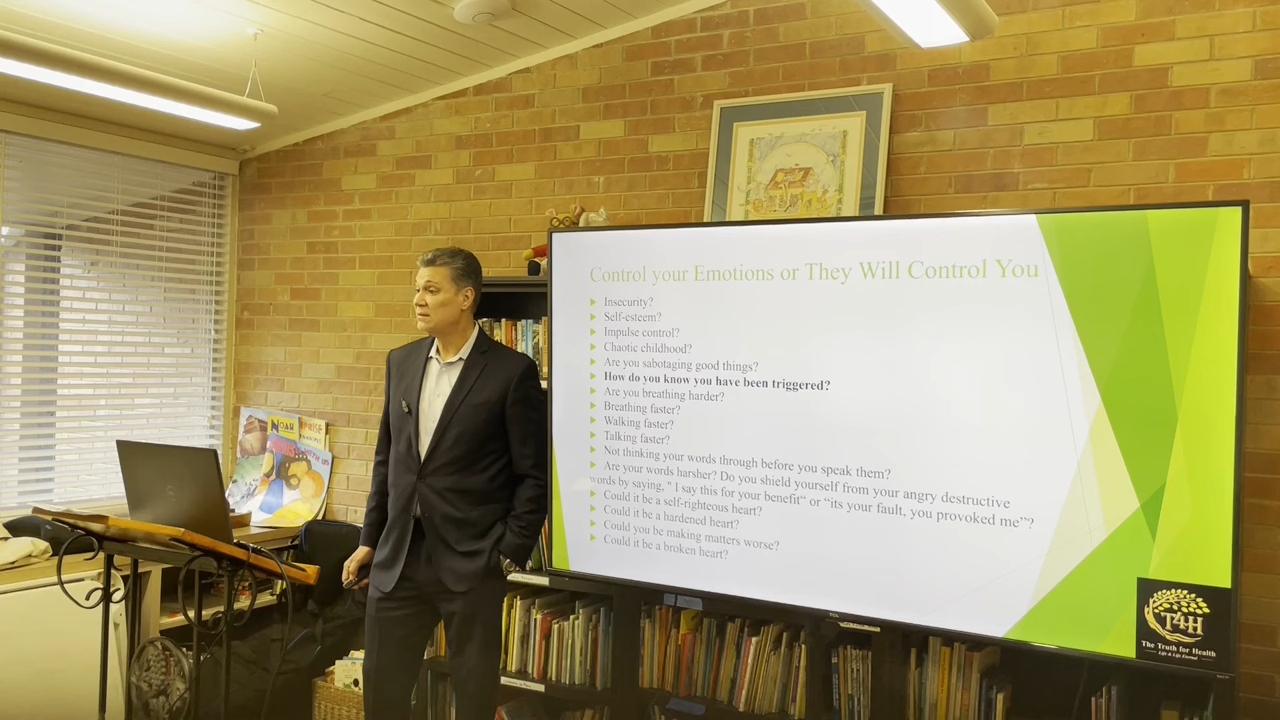 Control your Emotions or They Will Control You
Insecurity?
Self-esteem?
Impulse control?
Chaotic childhood?
Are you sabotaging good things?
How do you know you have been triggered?
Are you breathing harder?
Breathing faster?
Walking faster?
Talking faster?
Not thinking your words through before you speak them?
Are your words harsher? Do you shield yourself from your angry destructive
words by saying, " I say this for your benefit“ or “its your fault, you provoked me”?
Could it be a self-righteous heart?
Could it be a hardened heart?
Could you be making matters worse?
Could it be a broken heart?
T4H
The Truth for Health
Life & Life Eternal
TCL
NOAH